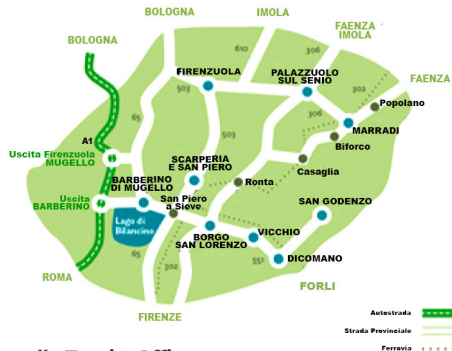 BOLOGNA
IMOLA
FAENZA
IMOLA
BOLOGNA
610
306
FIRENZUOLA
PALAZZUOLO
SUL SENIO
FAENZA
503
302
Popolano
65
306
MARRADI
A1
503
Biforco
Uscita Firenzuola
MUGELLO
SCARPERIA
E SAN PIERO
Casaglia
BARBERINO
DI MUGELLO
Ronta
Uscita
BARBERINO
San Piero
a Sieve
SAN GODENZO
Lago di
Bilancino
BORGO
SAN LORENZO
VICCHIO
65
302
551
DICOMANO
ROMA
FORLI
FIRENZE
Autostrada
Strada Provinciale
Ferrovia